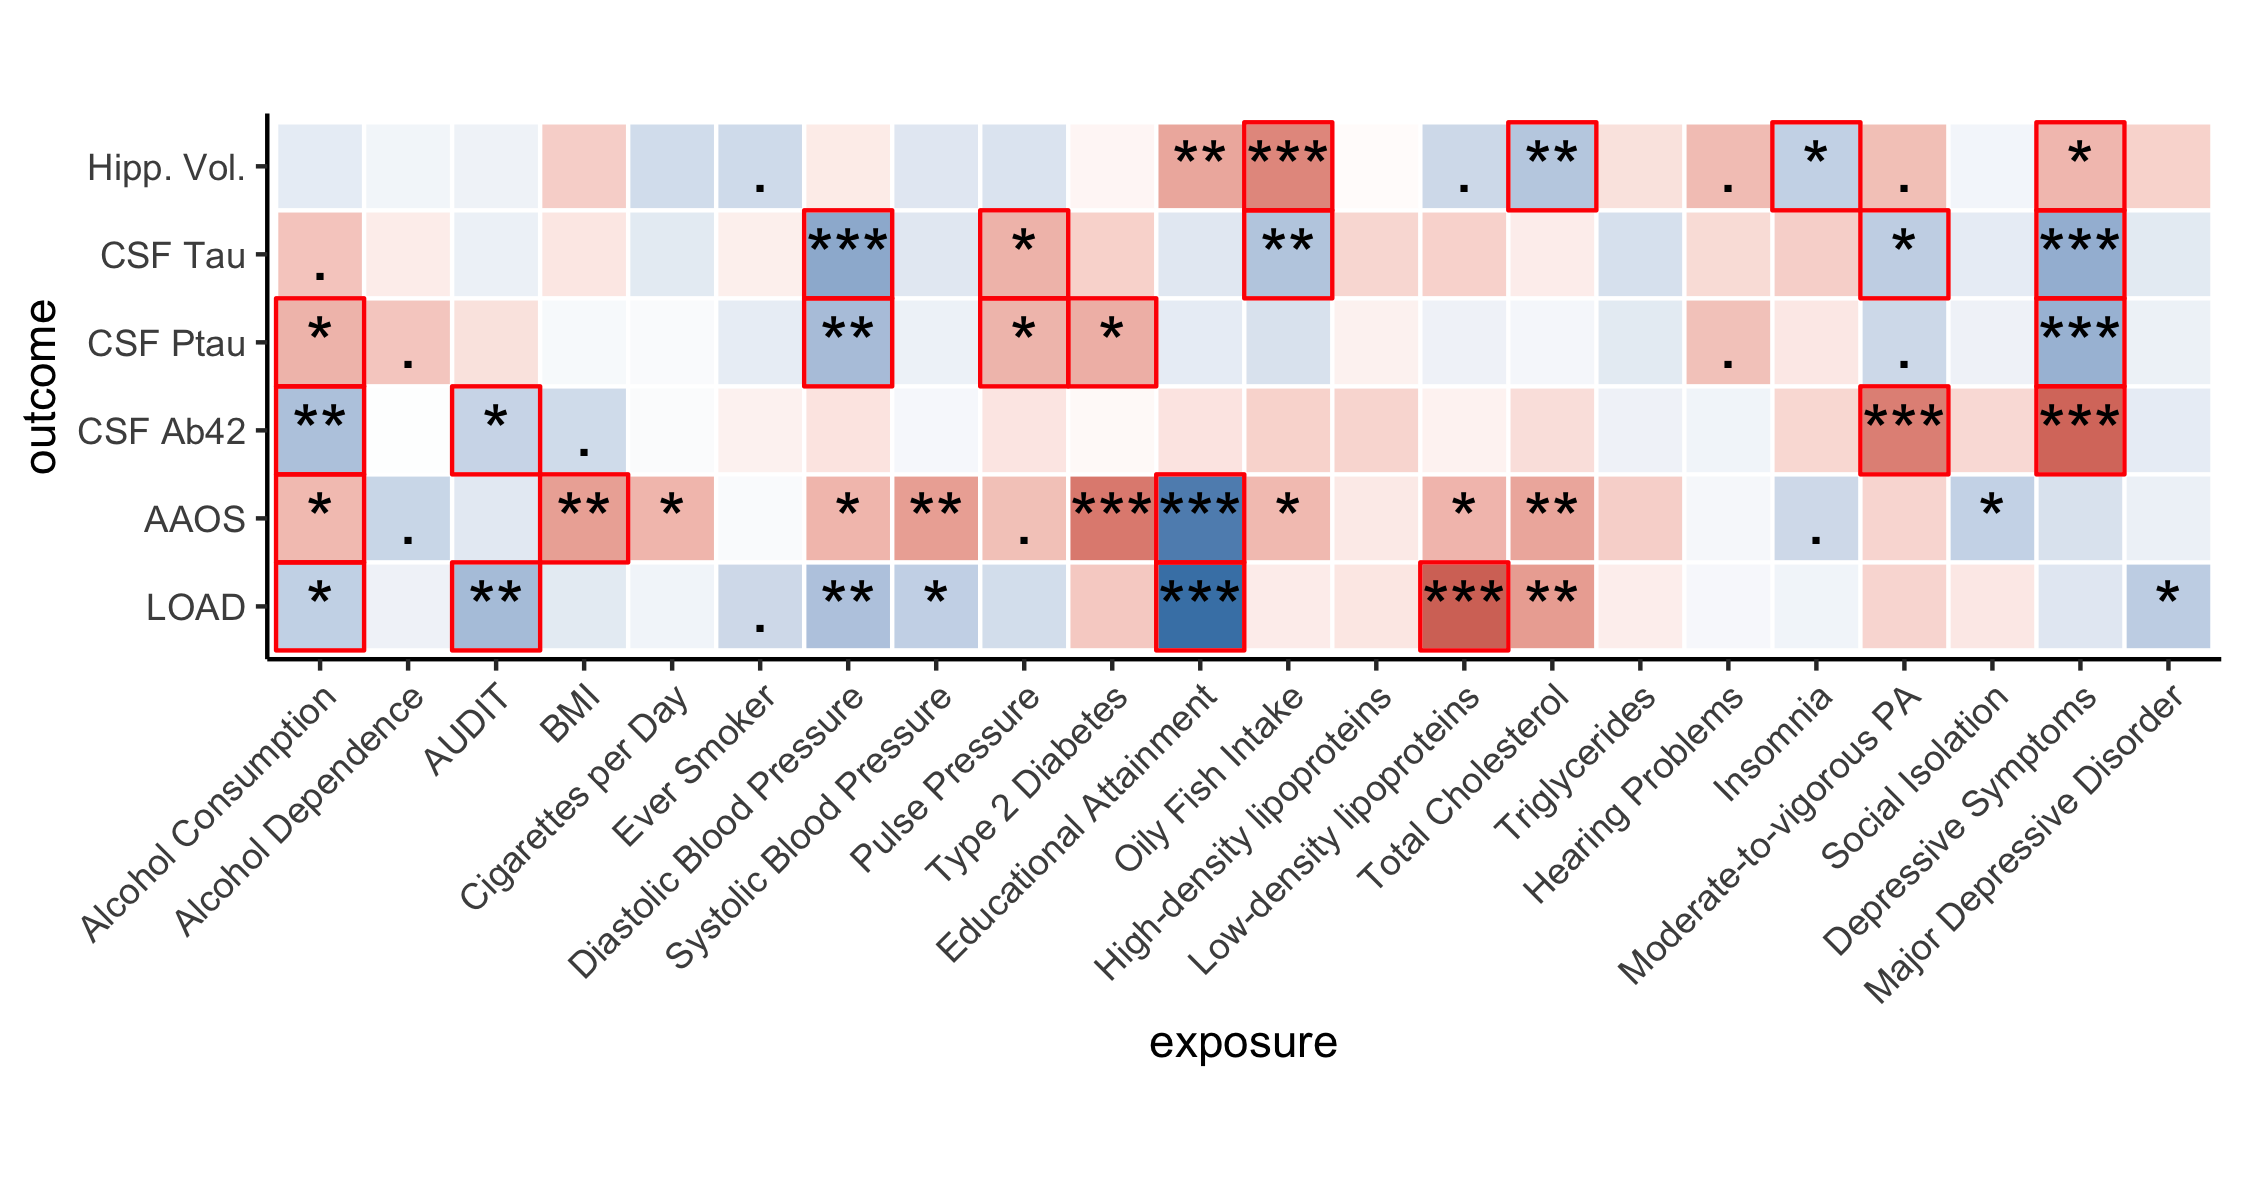 outcome
Hipp. Vol.
** *** . ** . * . *
CSF Tau
. *** * ** * ***
CSF Ptau
* . ** * * . . ***
CSF Ab42
** * . *** ***
AAOS
* . ** * * ** . *** *** * * ** . *
LOAD
* ** . ** * *** *** ** *
Alcohol Consumption
Alcohol Dependence
AUDIT
BMI
Cigarettes per Day
Ever Smoker
Diastolic Blood Pressure
Systolic Blood Pressure
Pulse Pressure
Type 2 Diabetes
Educational Attainment
Oily Fish Intake
High-density lipoproteins
Low-density lipoproteins
Total Cholesterol
Triglycerides
Hearing Problems
Insomnia
Moderate-to-vigorous PA
Social Isolation
Depressive Symptoms
Major Depressive Disorder
exposure